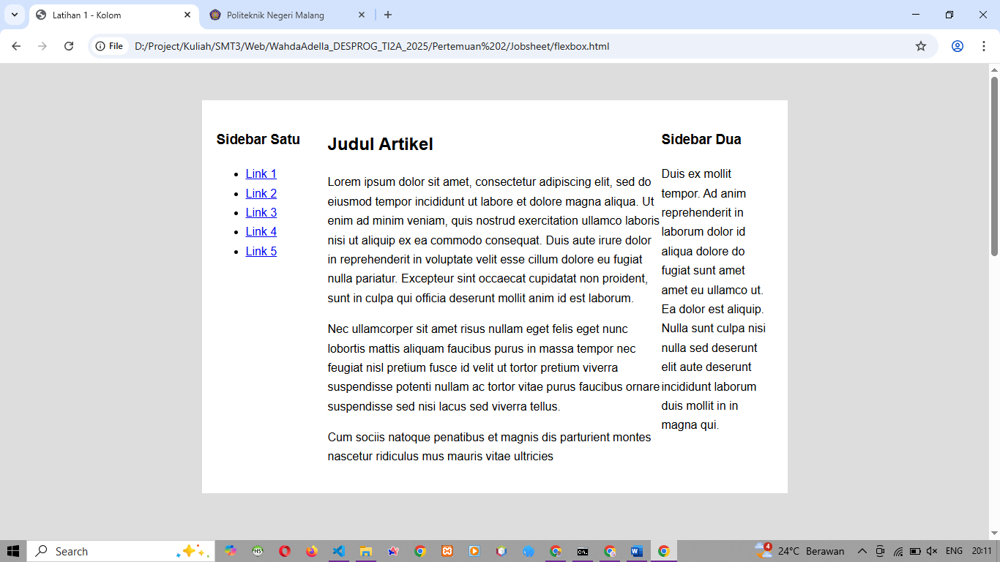 Latihan 1 - Kolom
Politeknik Negeri Malang
File
D:/Project/Kuliah/SMT3/Web/WahdaAdella_DESPROG_TI2A_2025/Pertemuan%202/Jobsheet/flexbox.html
Sidebar Satu
Link 1
Link 2
Link 3
Link 4
Link 5
Judul Artikel
Lorem ipsum dolor sit amet, consectetur adipiscing elit, sed do
eiusmod tempor incididunt ut labore et dolore magna aliqua. Ut
enim ad minim veniam, quis nostrud exercitation ullamco laboris
nisi ut aliquip ex ea commodo consequat. Duis aute irure dolor
in reprehenderit in voluptate velit esse cillum dolore eu fugiat
nulla pariatur. Excepteur sint occaecat cupidatat non proident,
sunt in culpa qui officia deserunt mollit anim id est laborum.
Nec ullamcorper sit amet risus nullam eget felis eget nunc
lobortis mattis aliquam faucibus purus in massa tempor nec
feugiat nisl pretium fusce id velit ut tortor pretium viverra
suspendisse potenti nullam ac tortor vitae purus faucibus ornare
suspendisse sed nisi lacus sed viverra tellus.
Cum sociis natoque penatibus et magnis dis parturient montes
nascetur ridiculus mus mauris vitae ultricies
Sidebar Dua
Duis ex mollit
tempor. Ad anim
reprehenderit in
laborum dolor id
aliqua dolore do
fugiat sunt amet
amet eu ullamco ut.
Ea dolor est aliquip.
Nulla sunt culpa nisi
nulla sed deserunt
elit aute deserunt
incididunt laborum
duis mollit in in
magna qui.
Search
HS
4
24°C Berawan
ENG
20:11